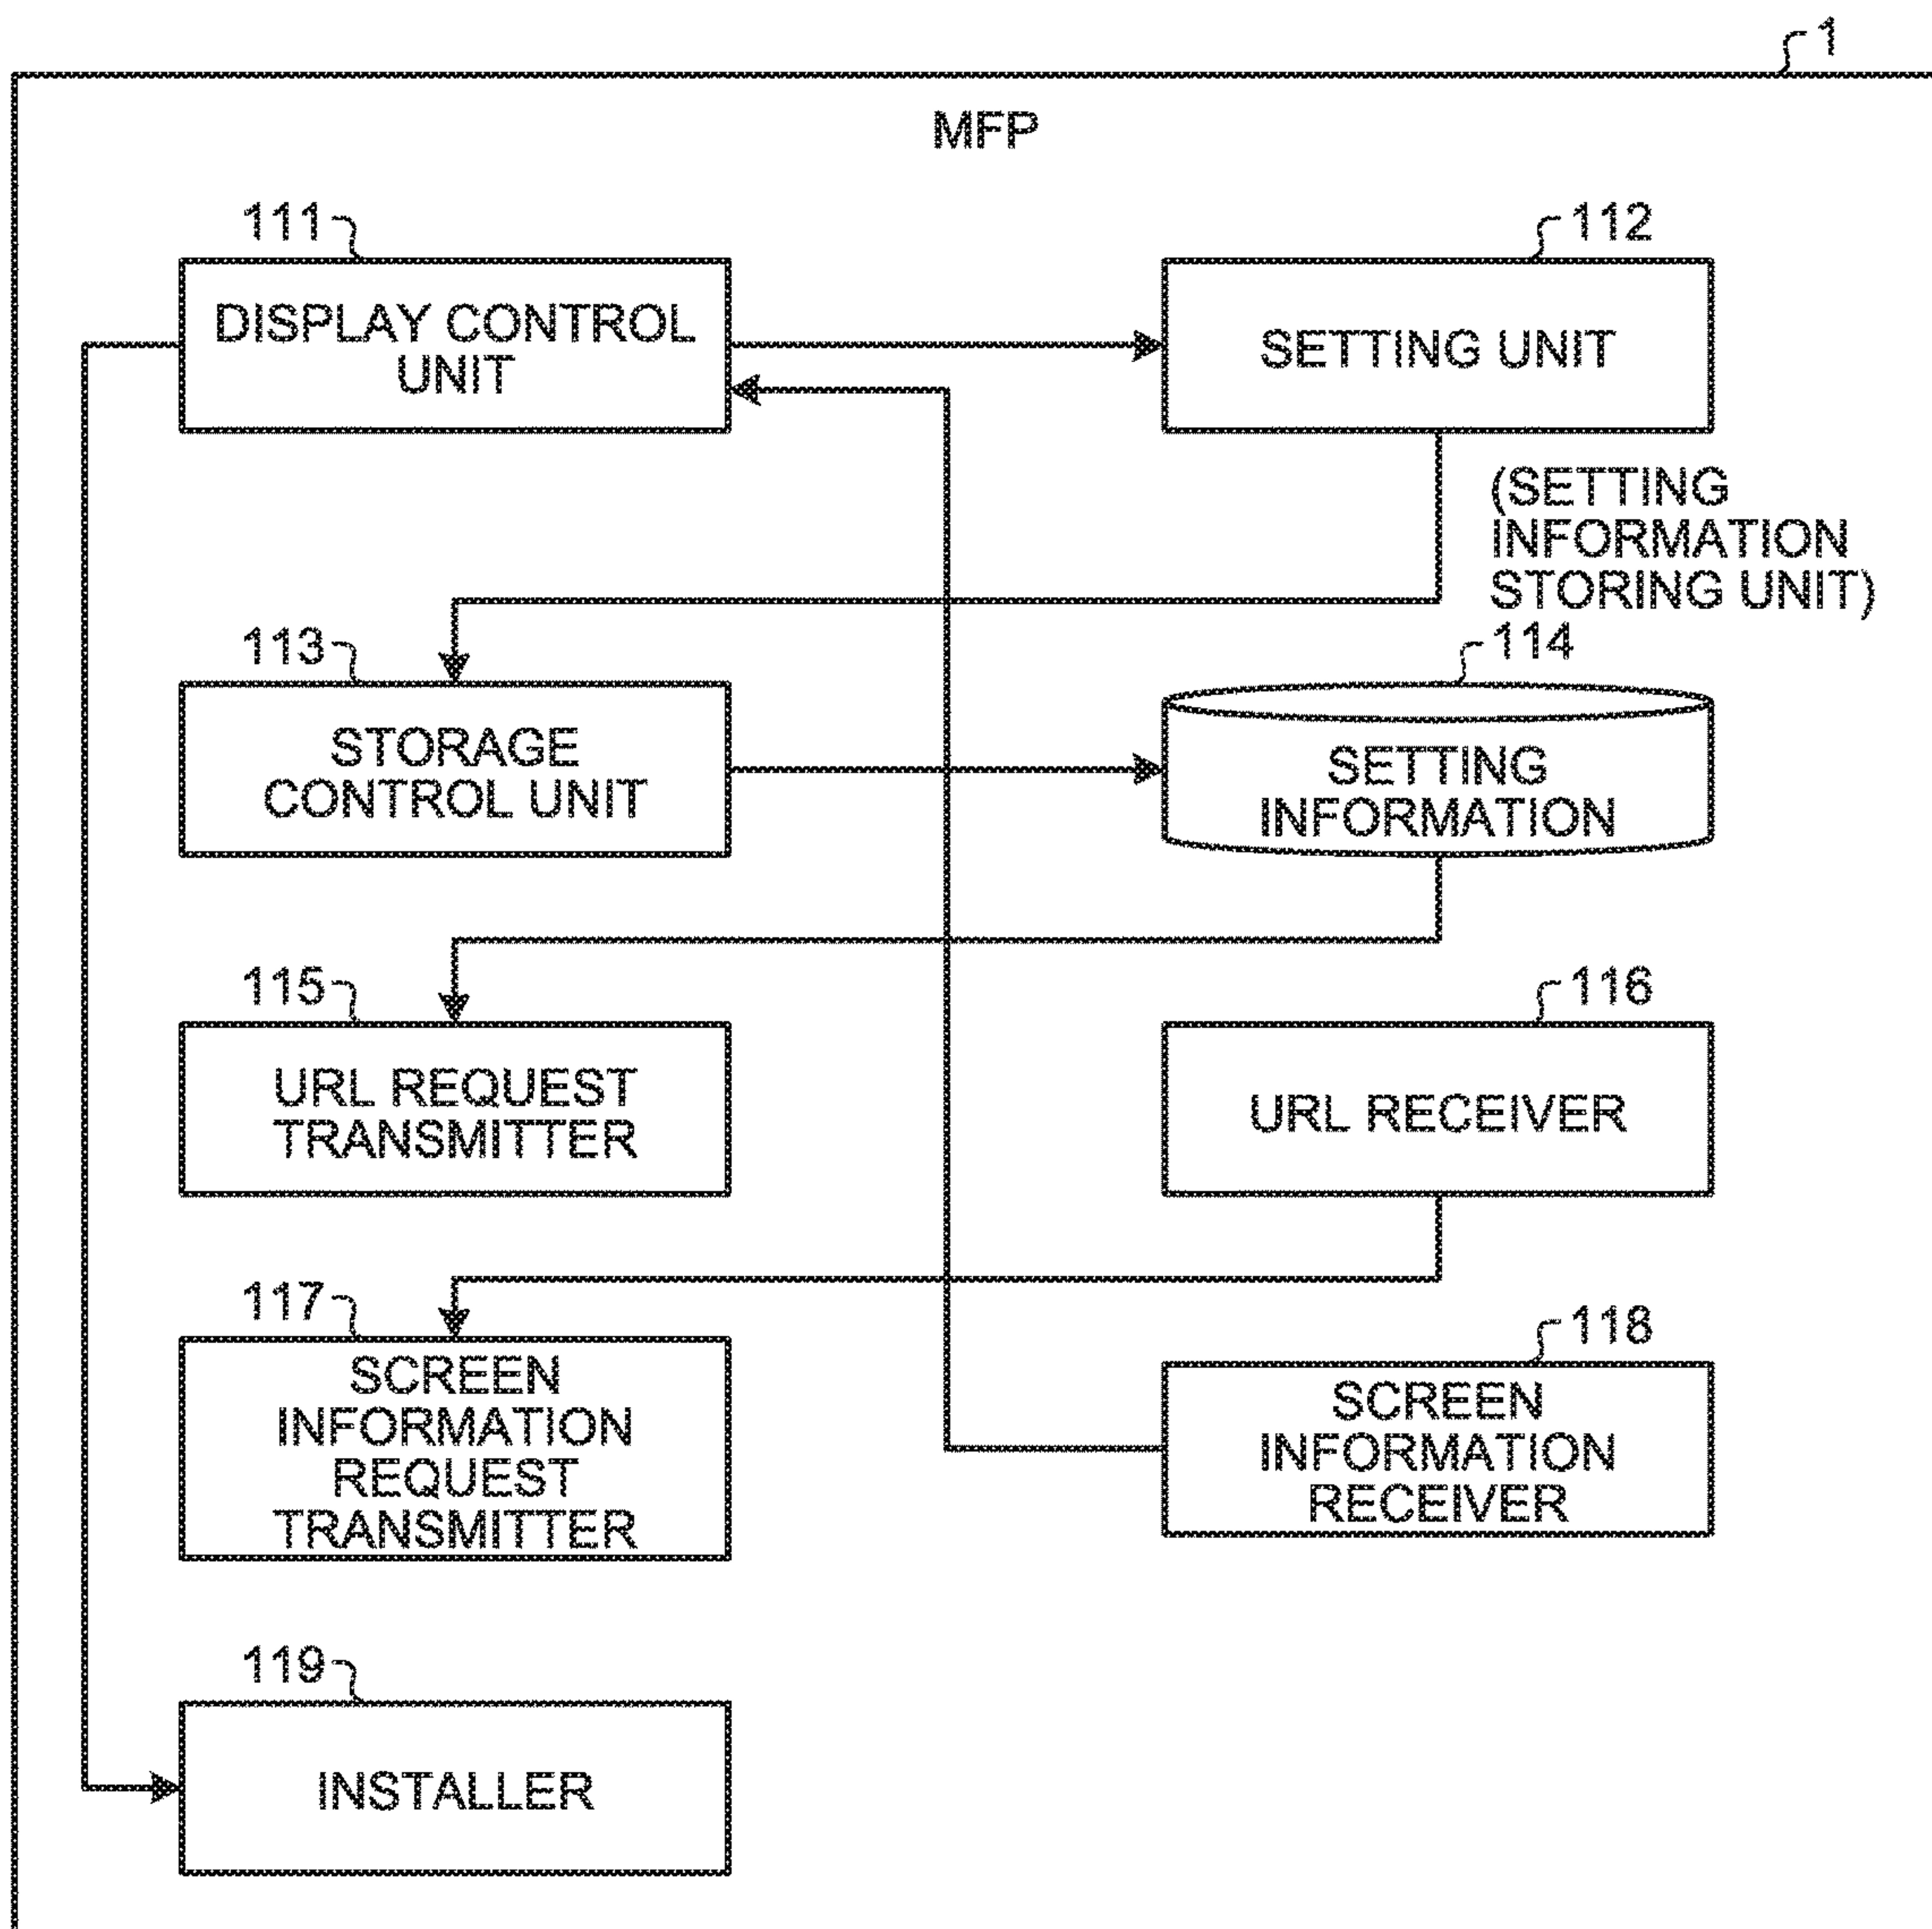 1
MFP
111
DISPLAY CONTROL
UNIT
112
SETTING UNIT
(SETTING
INFORMATION
STORING UNIT)
113
STORAGE
CONTROL UNIT
114
SETTING
INFORMATION
115
URL REQUEST
TRANSMITTER
116
URL RECEIVER
117
SCREEN
INFORMATION
REQUEST
TRANSMITTER
118
SCREEN
INFORMATION
RECEIVER
119
INSTALLER